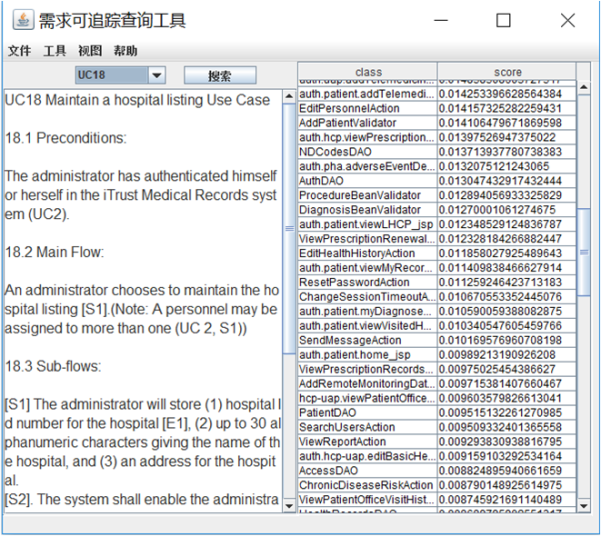 需求可追踪查询工具
文件 工具 视图 帮助
UC18 搜索
UC18 Maintain a hospital listing Use Case
18.1 Preconditions:
The administrator has authenticated himself
or herself in the iTrust Medical Records syst
em (UC2).
18.2 Main Flow:
An administrator chooses to maintain the ho
spital listing [S1].(Note: A personnel may be
assigned to more than one (UC 2, S1))
18.3 Sub-flows:
[S1] The administrator will store (1) hospital I
d number for the hospital [E1], (2) up to 30 al
phanumeric characters giving the name of th
e hospital, and (3) an address for the hospit
al.
[S2]. The system shall enable the administra
class score
auth.patient.addTelemedi... 0.014253396628564384
EditPersonnelAction 0.014157325282259431
AddPatientValidator 0.014106479671869598
auth.hcp.viewPrescription... 0.01397526947375022
NDCodesDAO 0.013713937780738383
auth.pha.adverseEventDe... 0.0132075121243065
AuthDAO 0.013047432917432444
ProcedureBeanValidator 0.012894056933325829
DiagnosisBeanValidator 0.01270001061274675
auth.patient.viewLHCP_jsp 0.012348529124836787
ViewPrescriptionRenewal... 0.012328184266882447
EditHealthHistoryAction 0.011858027925489643
auth.patient.viewMyRecor... 0.011409838466627914
ResetPasswordAction 0.011259246423713183
ChangeSessionTimeoutA... 0.010670553352445076
auth.patient.myDiagnose... 0.010590059388082875
auth.patient.viewVisitedH... 0.010340547605459766
SendMessageAction 0.010169576960708198
auth.patient.home_jsp 0.00989213190926208
ViewPrescriptionRecords... 0.00975025454386627
AddRemoteMonitoringDat... 0.009715381407660467
hcp-uap.viewPatientOffice... 0.009603579826613041
PatientDAO 0.009515132261270985
SearchUsersAction 0.009509332401365558
ViewReportAction 0.009293830938816795
auth.hcp-uap.editBasicHe... 0.009159103292534164
AccessDAO 0.008824895940661659
ChronicDiseaseRiskAction 0.008790148925614975
ViewPatientOfficeVisitHist... 0.008745921691140489